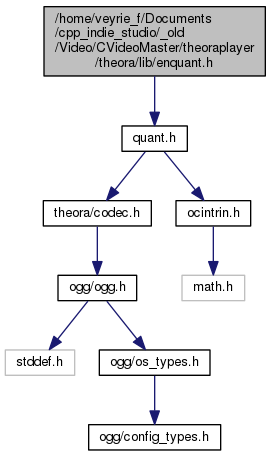 /home/veyrie_f/Documents
/cpp_indie_studio/_old
/Video/CVideoMaster/theoraplayer
/theora/lib/enquant.h
quant.h
theora/codec.h
ocintrin.h
ogg/ogg.h
math.h
stddef.h
ogg/os_types.h
ogg/config_types.h